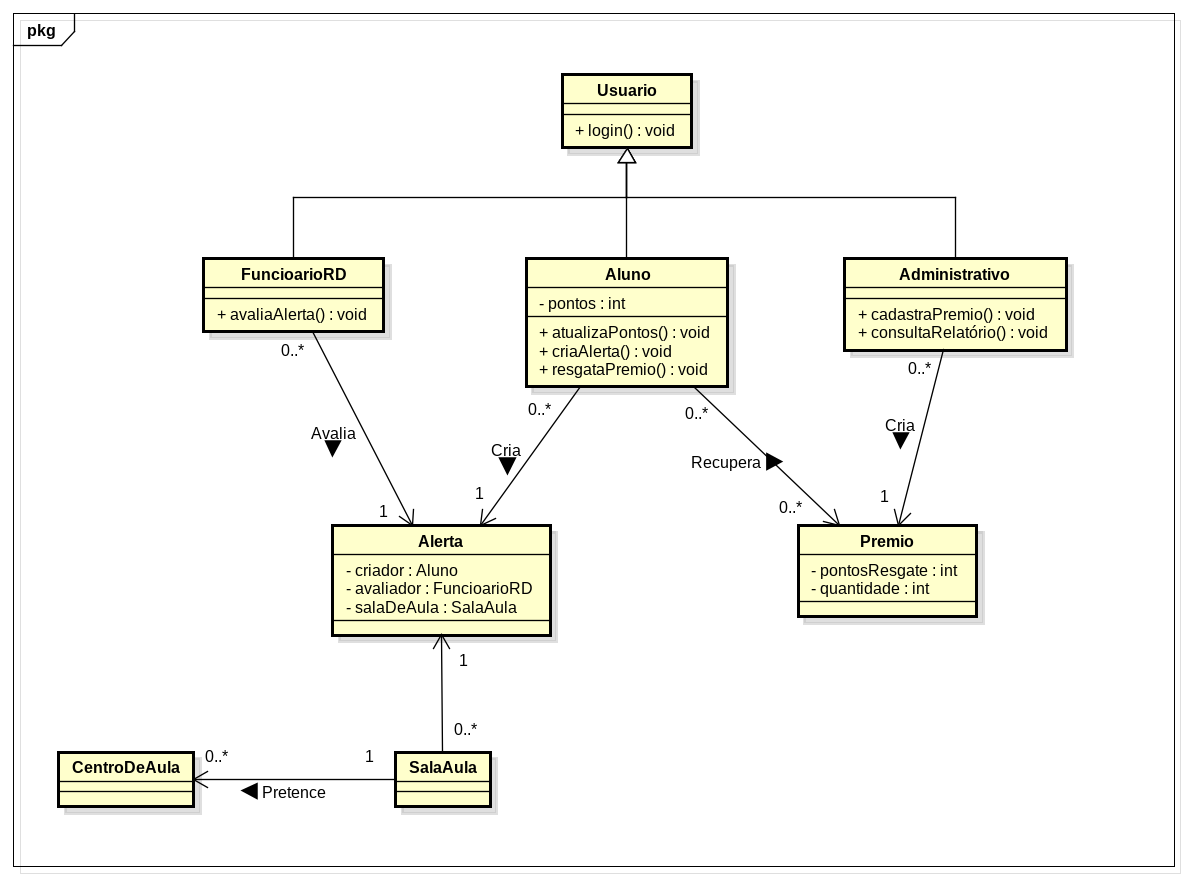 pkg
Usuario
+ login() : void
FuncioarioRD
+ avaliaAlerta() : void
Aluno
- pontos : int
+ atualizaPontos() : void
+ criaAlerta() : void
+ resgataPremio() : void
Administrativo
+ cadastraPremio() : void
+ consultaRelatório() : void
0..*
Avalia
1
0..*
Cria
1
0..*
Recupera
0..*
0..*
Cria
1
Alerta
- criador : Aluno
- avaliador : FuncioarioRD
- salaDeAula : SalaAula
Premio
- pontosResgate : int
- quantidade : int
1
0..*
CentroDeAula
0..*
1
Pretence
SalaAula